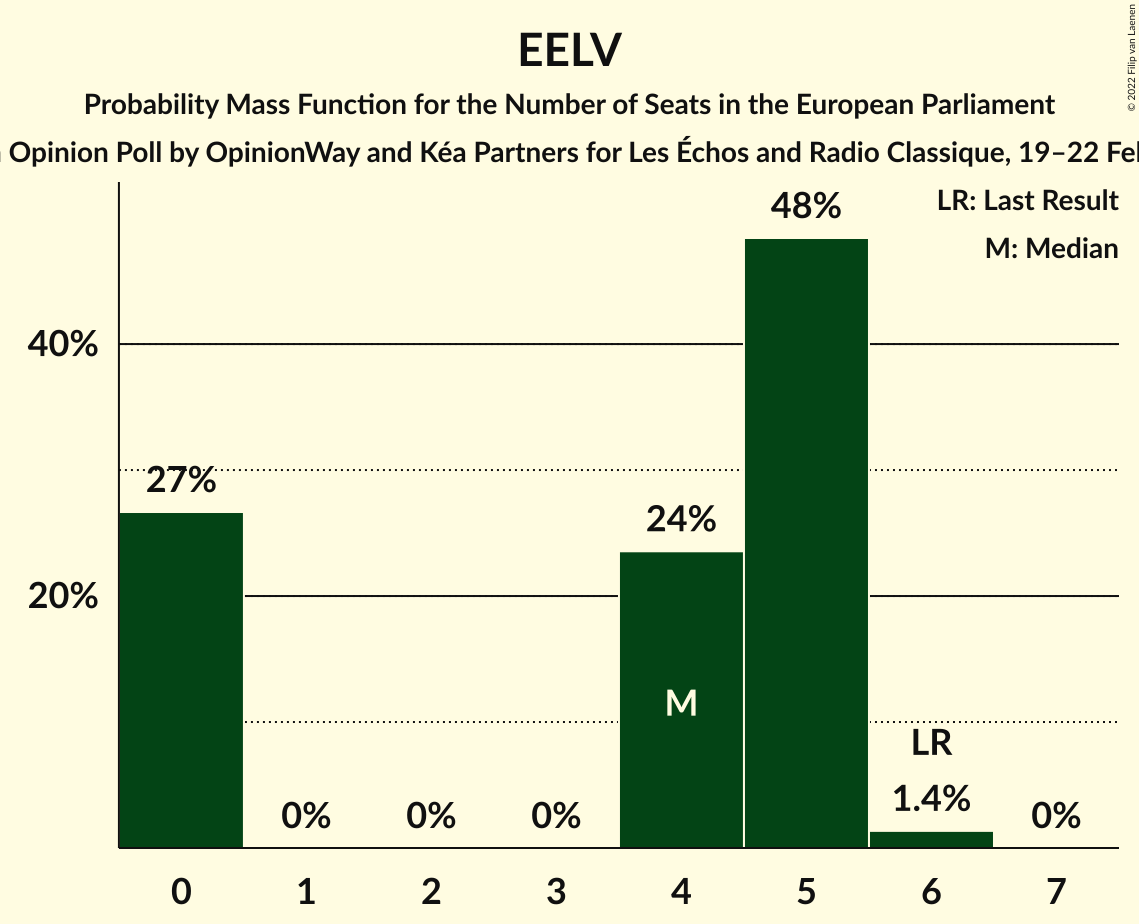 EELV
Probability Mass Function for the Number of Seats in the European Parliament
Opinion Poll by OpinionWay and Kéa Partners for Les Échos and Radio Classique, 19–22
LR: Last Result
M: Median
48%
40%
27%
24%
20%
M
LR
1.4%
0%
0%
0%
0%
0
1
2
3
4
5
6
7
© 2022 Filip van Laenen